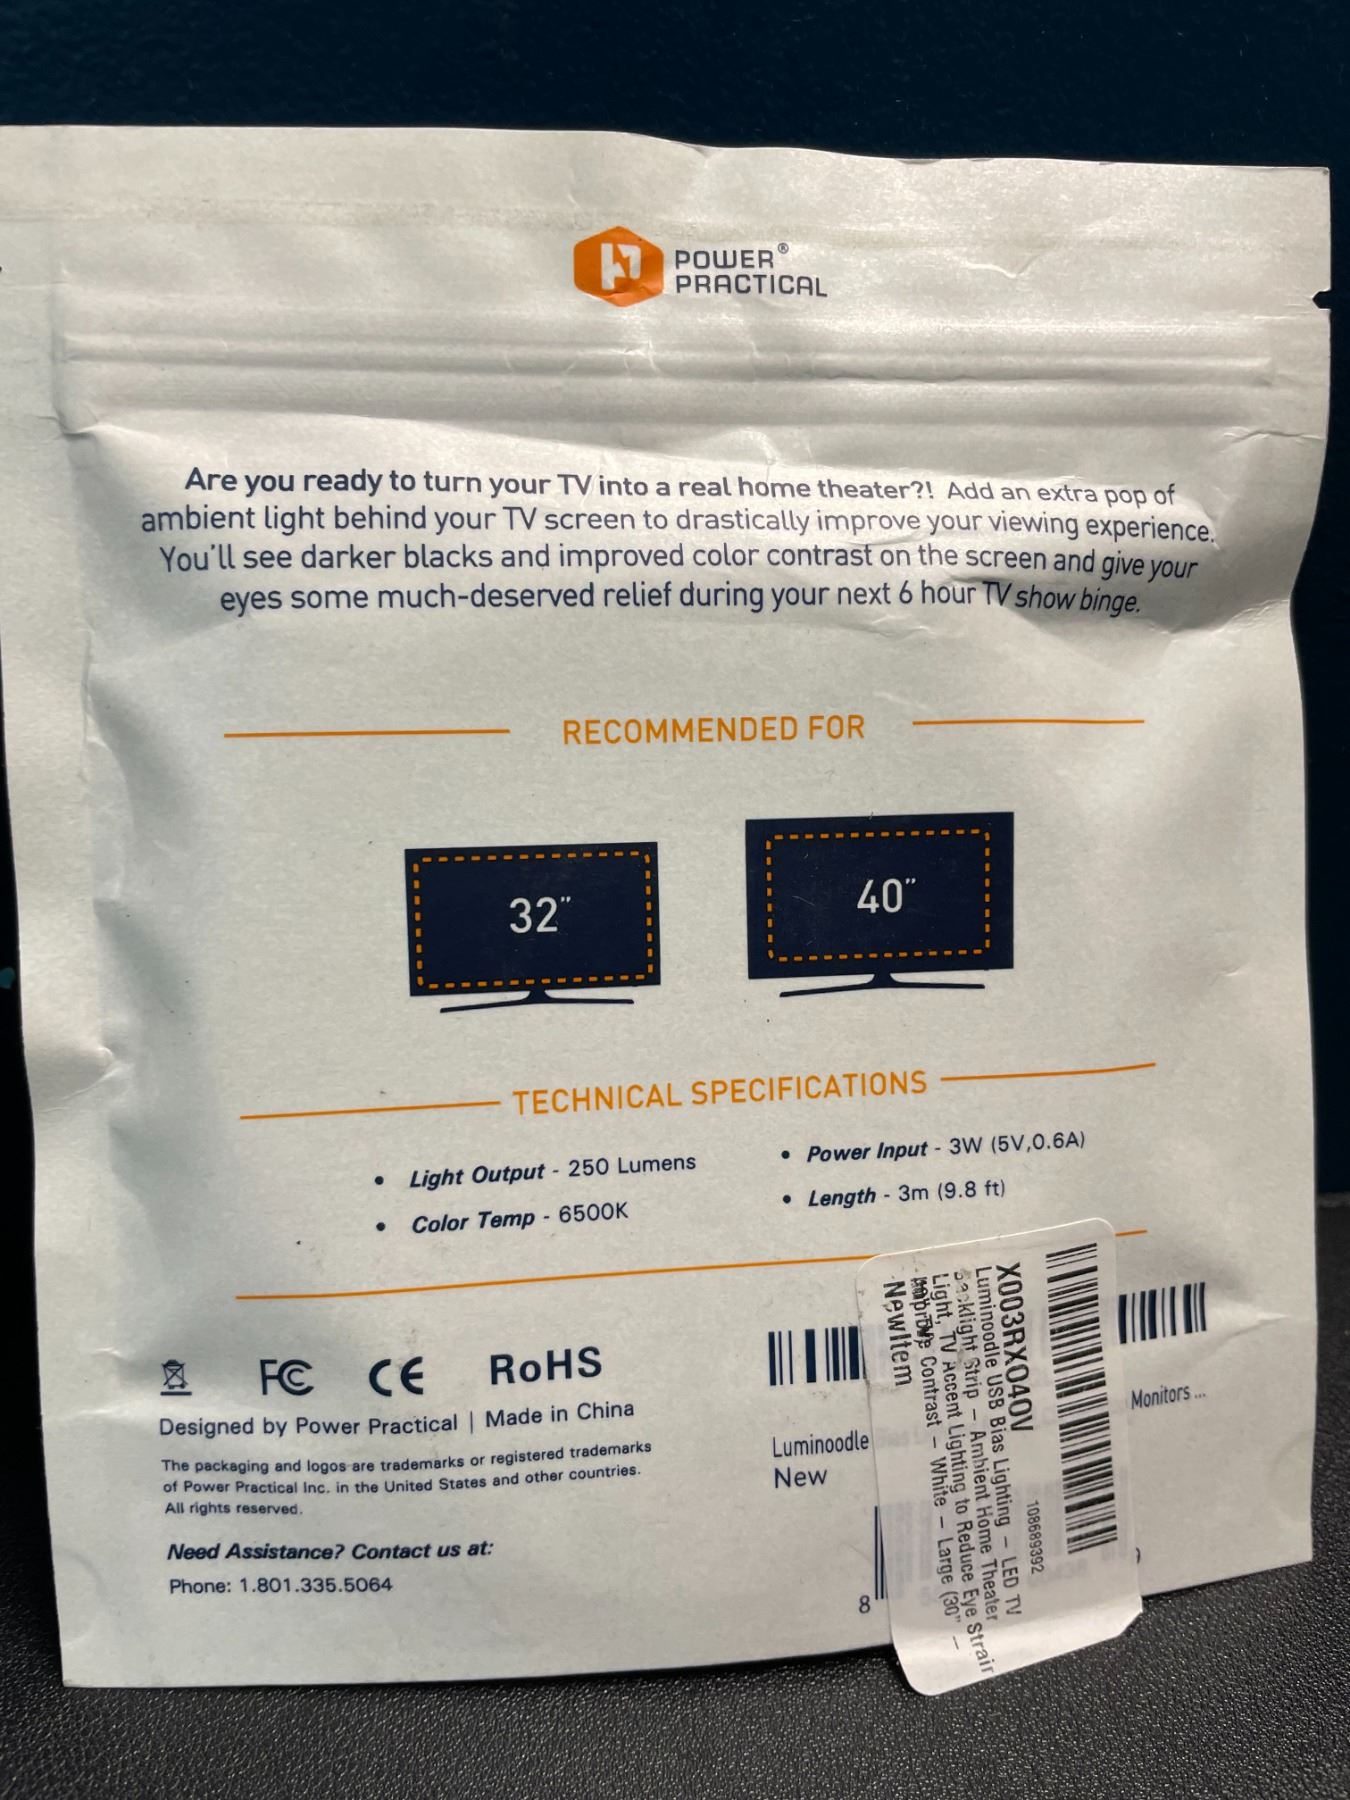 POWER®
PRACTICAL
Are you ready to turn your TV into a real home theater?! Add an extra pop of
ambient light behind your TV screen to drastically improve your viewing experience.
You'll see darker blacks and improved color contrast on the screen and give your
eyes some much-deserved relief during your next 6 hour TV show binge.
RECOMMENDED FOR
32"
40"
TECHNICAL SPECIFICATIONS
• Light Output - 250 Lumens
• Color Temp - 6500K
• Power Input - 3W (5V,0.6A)
• Length - 3m (9.8 ft)
FC CE RoHS
Designed by Power Practical | Made in China
The packaging and logos are trademarks or registered trademarks
of Power Practical Inc. in the United States and other countries.
All rights reserved.
Need Assistance? Contact us at:
Phone: 1.801.335.5064
Luminoodle
New
Monitors ...
8
108689392
X003RX04OV
Luminoodle USB Bias Lighting – LED TV
Backlight Strip – Ambient Home Theater
Light, TV Accent Lighting to Reduce Eye Strain
Improve Contrast – White – Large (30" –
NewItem